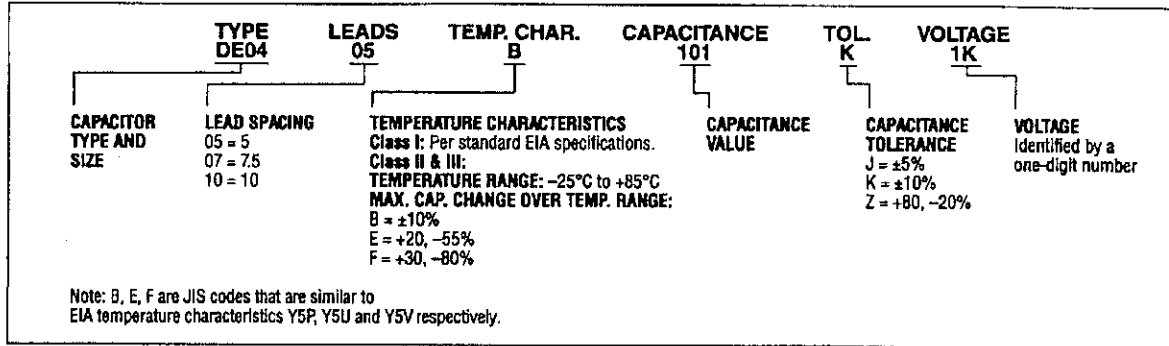 TYPE LEADS TEMP. CHAR. CAPACITANCE TOL. VOLTAGE
DE04 05 B 101 K 1K
CAPACITOR
TYPE AND
SIZE
LEAD SPACING
05 = 5
07 = 7.5
10 = 10
TEMPERATURE CHARACTERISTICS
Class I: Per standard EIA specifications.
Class II & III:
TEMPERATURE RANGE: –25°C to +85°C
MAX. CAP. CHANGE OVER TEMP. RANGE:
B = ±10%
E = +20, –55%
F = +30, –80%
CAPACITANCE
VALUE
CAPACITANCE
TOLERANCE
J = ±5%
K = ±10%
Z = +80, –20%
VOLTAGE
Identified by a
one-digit number
Note: B, E, F are JIS codes that are similar to
EIA temperature characteristics Y5P, Y5U and Y5V respectively.